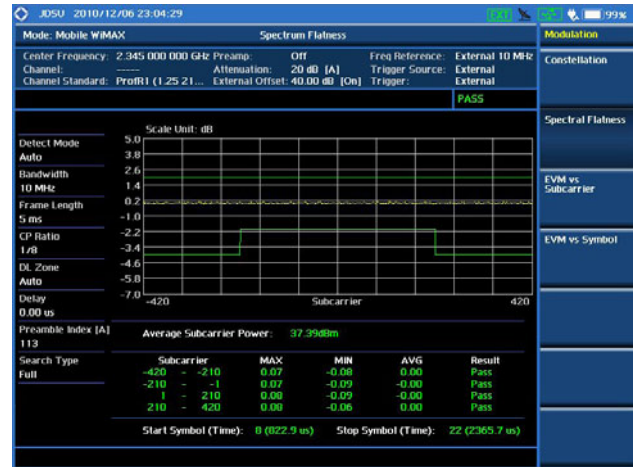 JDSU 2010/12/06 23:04:29 EXT 99%
Mode: Mobile WiMAX Spectrum Flatness Modulation
Center Frequency: 2.345 000 000 GHz Preamp: Off Freq Reference: External 10 MHz
Channel: ----- Attenuation: 20 dB [A] Trigger Source: External
Channel Standard: ProfR1 (1.25 21... External Offset: 40.00 dB [On] Trigger: External
PASS
Constellation
Spectral Flatness
EVM vs
Subcarrier
EVM vs Symbol
Detect Mode
Auto
Bandwidth
10 MHz
Frame Length
5 ms
CP Ratio
1/8
DL Zone
Auto
Delay
0.00 us
Preamble Index [A]
113
Search Type
Full
Scale Unit: dB
5.0
3.8
2.6
1.4
0.2
-1.0
-2.2
-3.4
-4.6
-5.8
-7.0
-420 Subcarrier 420
Average Subcarrier Power: 37.39dBm
Subcarrier MAX MIN AVG Result
-420 - -210 0.07 -0.08 0.00 Pass
-210 - -1 0.07 -0.09 -0.00 Pass
1 - 210 0.08 -0.09 -0.00 Pass
210 - 420 0.08 -0.06 0.00 Pass
Start Symbol (Time): 8 (822.9 us) Stop Symbol (Time): 22 (2365.7 us)